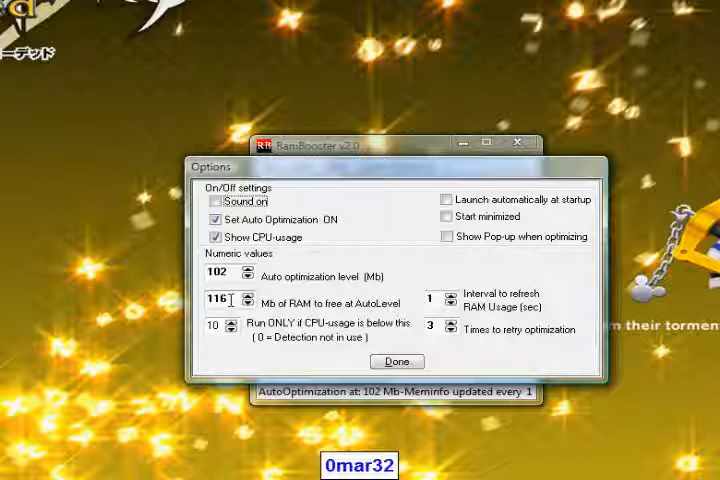 ーデッド
RB RamBooster v2.0
Options
On/Off settings
Sound on
Launch automatically at startup
Set Auto Optimization ON
Start minimized
Show CPU-usage
Show Pop-up when optimizing
Numeric values
102 Auto optimization level (Mb)
116 Mb of RAM to free at AutoLevel
1 Interval to refresh
RAM Usage (sec)
10 Run ONLY if CPU-usage is below this
( 0 = Detection not in use )
3 Times to retry optimization
m their torment
Done
AutoOptimization at: 102 Mb-Meminfo updated every 1
0mar32